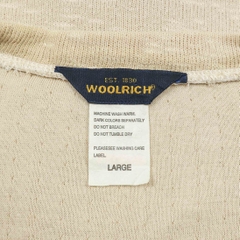 EST. 1830
WOOLRICH®
MACHINE WASH WARM.
DARK COLORS SEPARATELY
DO NOT BREACH
DO NOT TUMBLE DRY
PLEASESEE WASHING CARE
LABEL.
LARGE